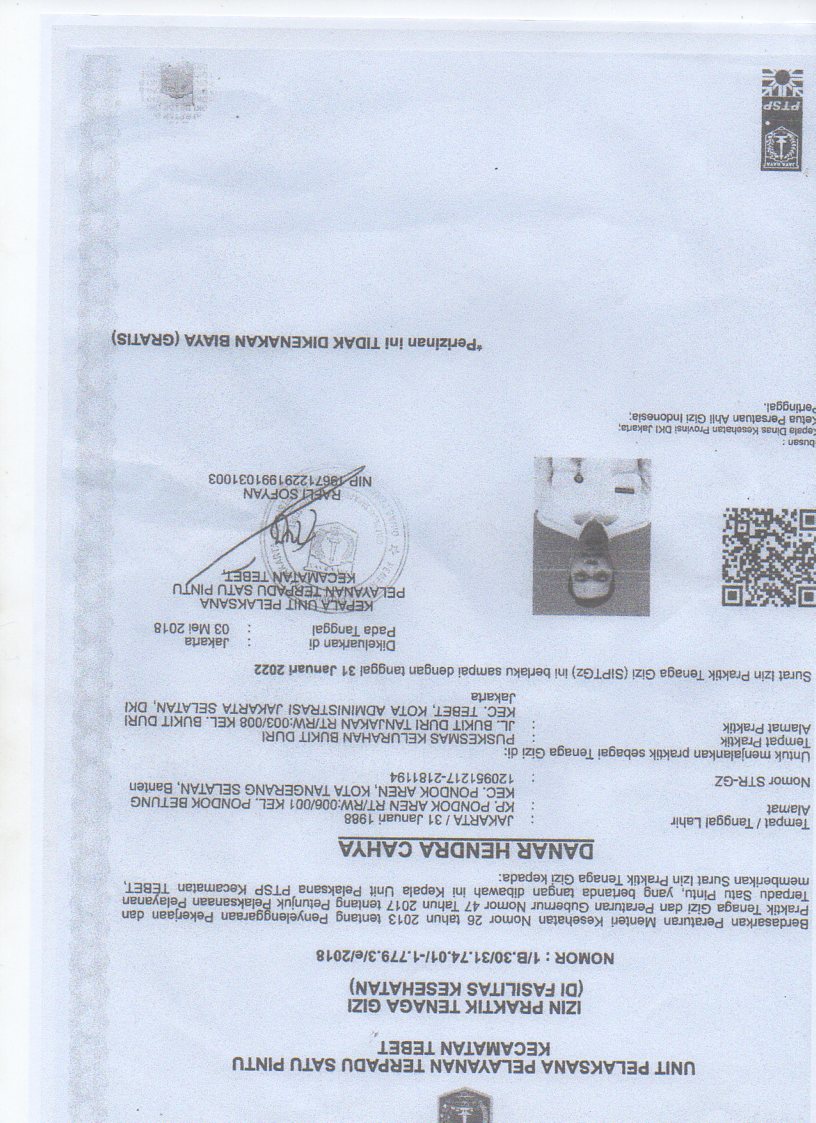 UNIT PELAKSANA PELAYANAN TERPADU SATU PINTU
KECAMATAN TEBET
IZIN PRAKTIK TENAGA GIZI
(DI FASILITAS KESEHATAN)
NOMOR : 1/B.30/31.74.01/-1.779.3/e/2018
Berdasarkan Peraturan Menteri Kesehatan Nomor 26 tahun 2013 tentang Penyelenggaraan Pekerjaan dan
Praktik Tenaga Gizi dan Peraturan Gubernur Nomor 47 Tahun 2017 tentang Petunjuk Pelaksanaan Pelayanan
Terpadu Satu Pintu, yang bertanda tangan dibawah ini Kepala Unit Pelaksana PTSP Kecamatan TEBET,
memberikan Surat Izin Praktik Tenaga Gizi kepada:
DANAR HENDRA CAHYA
Tempat / Tanggal Lahir : JAKARTA / 31 Januari 1988
Alamat : KP. PONDOK AREN RT/RW:006/001 KEL. PONDOK BETUNG
KEC. PONDOK AREN, KOTA TANGERANG SELATAN, Banten
Nomor STR-GZ : 120951217-2181194
Untuk menjalankan praktik sebagai Tenaga Gizi di:
Tempat Praktik : PUSKESMAS KELURAHAN BUKIT DURI
Alamat Praktik : JL. BUKIT DURI TANJAKAN RT/RW:003/008 KEL. BUKIT DURI
KEC. TEBET, KOTA ADMINISTRASI JAKARTA SELATAN, DKI
Jakarta
Surat Izin Praktik Tenaga Gizi (SIPTGz) ini berlaku sampai dengan tanggal 31 Januari 2022
Dikeluarkan di : Jakarta
Pada Tanggal : 03 Mei 2018
KEPALA UNIT PELAKSANA
PELAYANAN TERPADU SATU PINTU
KECAMATAN TEBET,
RAFLI SOFYAN
NIP 196712291991031003
busan :
Kepala Dinas Kesehatan Provinsi DKI Jakarta;
Ketua Persatuan Ahli Gizi Indonesia;
Pertinggal.
*Perizinan ini TIDAK DIKENAKAN BIAYA (GRATIS)
JAYA RAYA
PTSP